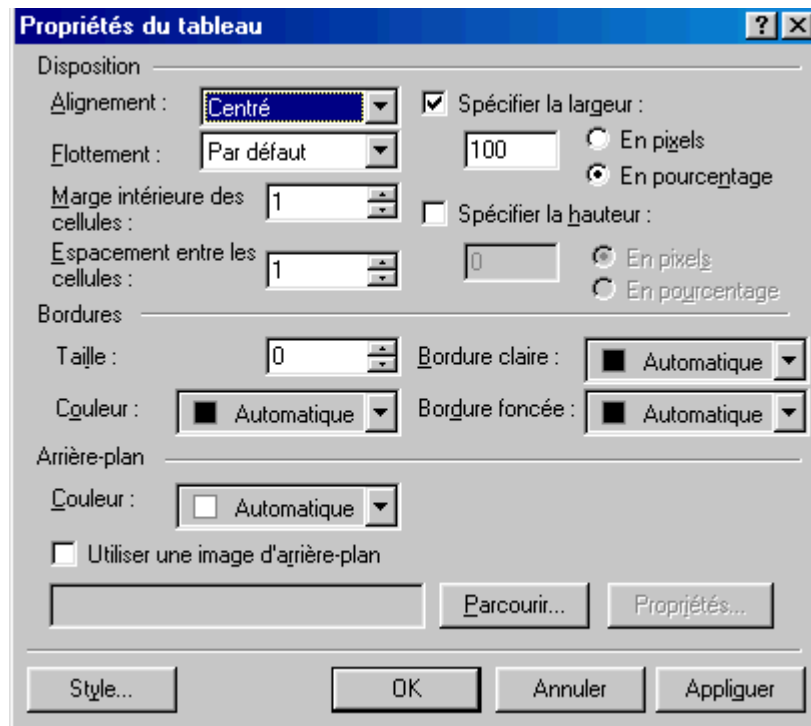 Propriétés du tableau
Disposition
Alignement :
Centré
Spécifier la largeur :
100
En pixels
En pourcentage
Flottement :
Par défaut
Marge intérieure des
cellules :
1
Spécifier la hauteur :
0
En pixels
En pourcentage
Espacement entre les
cellules :
1
Bordures
Taille :
0
Bordure claire :
Automatique
Couleur :
Automatique
Bordure foncée :
Automatique
Arrière-plan
Couleur :
Automatique
Utiliser une image d'arrière-plan
Parcourir...
Propriétés...
Style...
OK
Annuler
Appliquer